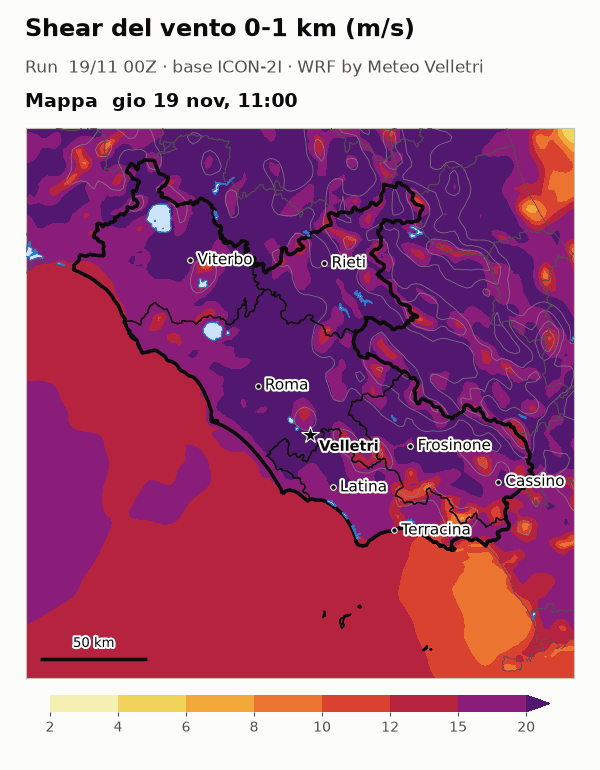 Shear del vento 0-1 km (m/s)
Run  19/11 00Z · base ICON-2I · WRF by Meteo Velletri
Mappa  gio 19 nov, 11:00
Viterbo
Rieti
Roma
Velletri
Frosinone
Latina
Cassino
Terracina
50 km
2 4 6 8 10 12 15 20